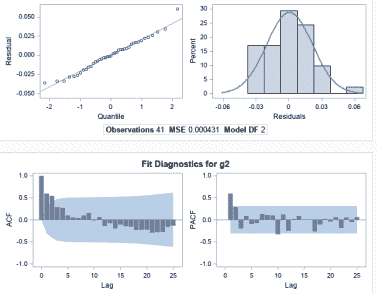 0.050
0.025
0.000
-0.025
-0.050
Residual
-2 -1 0 1 2
Quantile
30
25
20
15
10
5
0
Percent
-0.06 -0.03 0.00 0.03 0.06
Residuals
Observations 41 MSE 0.000431 Model DF 2
Fit Diagnostics for g2
1.0
0.5
0.0
-0.5
-1.0
ACF
0 5 10 15 20 25
Lag
1.0
0.5
0.0
-0.5
-1.0
PACF
0 5 10 15 20 25
Lag